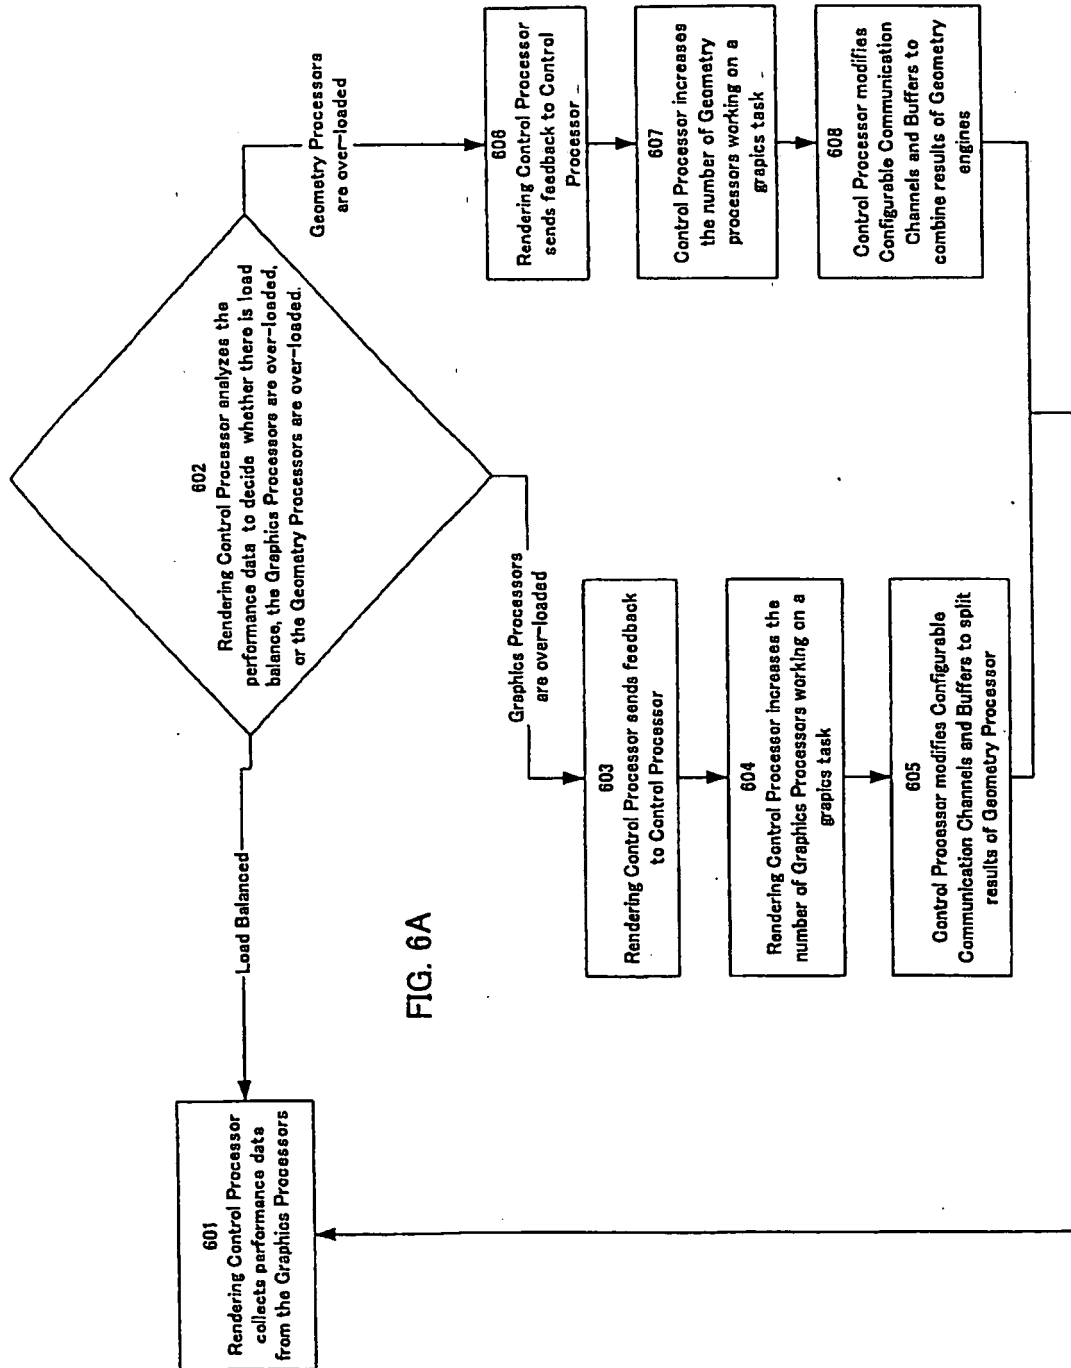 601
Rendering Control Processor
collects performance data
from the Graphics Processors
Load Balanced
602
Rendering Control Processor analyzes the
performance data to decide whether there is load
balance, the Graphics Processors are over-loaded,
or the Geometry Processors are over-loaded.
Graphics Processors
are over-loaded
603
Rendering Control Processor sends feedback
to Control Processor
604
Rendering Control Processor increases the
number of Graphics Processors working on a
grapics task
605
Control Processor modifies Configurable
Communication Channels and Buffers to split
results of Geometry Processor
Geometry Processors
are over-loaded
606
Rendering Control Processor
sends feedback to Control
Processor
607
Control Processor increases
the number of Geometry
processors working on a
grapics task
608
Control Processor modifies
Configurable Communication
Channels and Buffers to
combine results of Geometry
engines
FIG. 6A